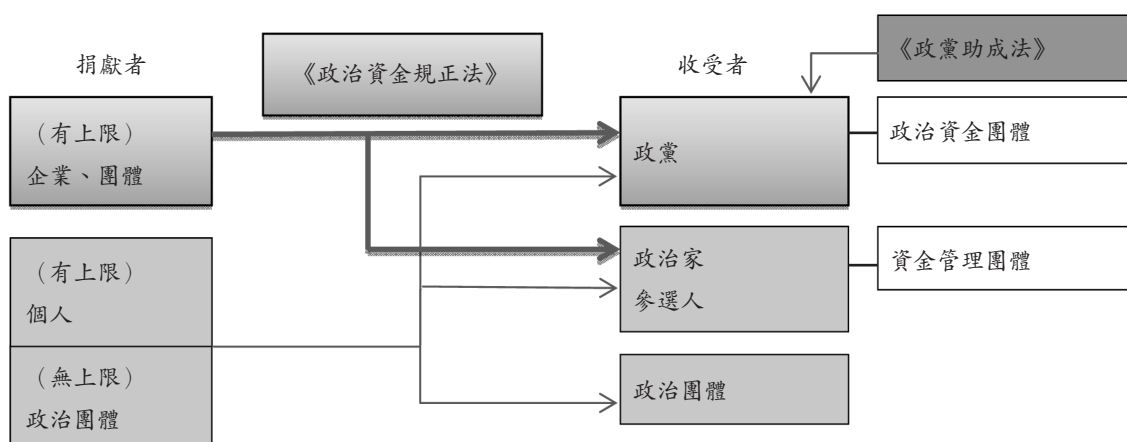 《政黨助成法》
捐獻者
《政治資金規正法》
收受者
（有上限）
企業、團體
政黨
政治資金團體
（有上限）
個人
政治家
參選人
資金管理團體
（無上限）
政治團體
政治團體